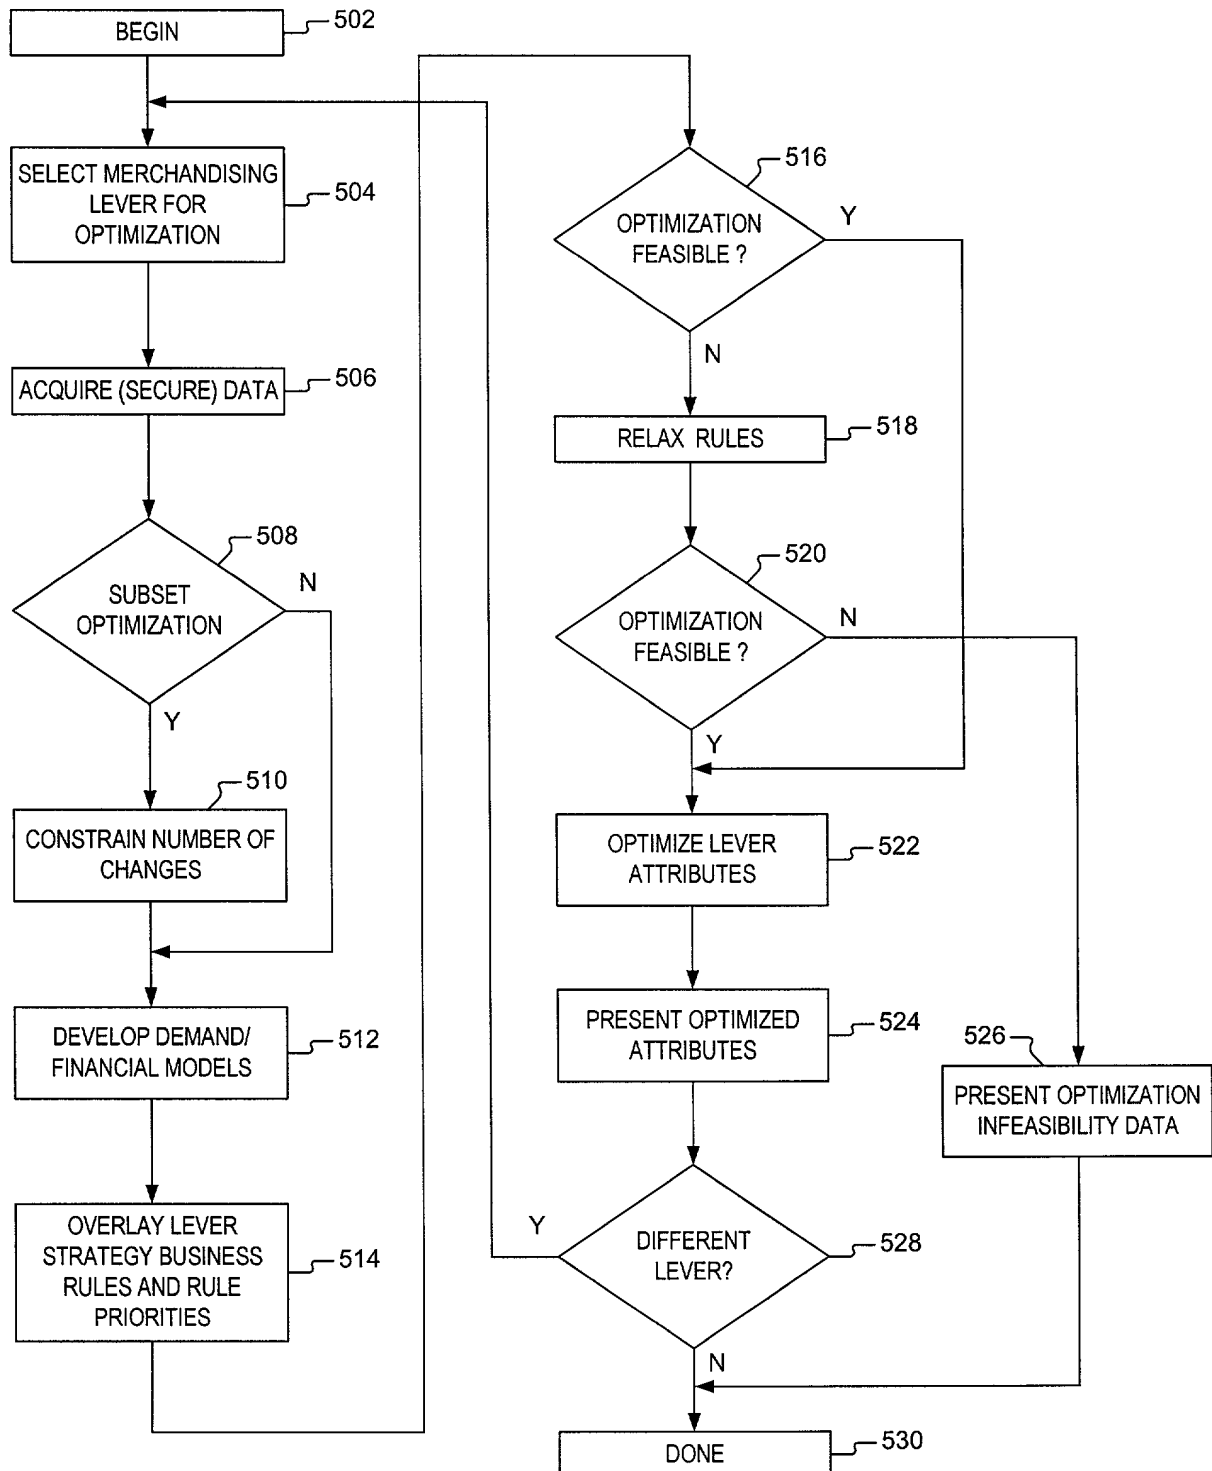 BEGIN
502
SELECT MERCHANDISING
LEVER FOR
OPTIMIZATION
504
ACQUIRE (SECURE) DATA
506
SUBSET
OPTIMIZATION
508
N
Y
CONSTRAIN NUMBER OF
CHANGES
510
DEVELOP DEMAND/
FINANCIAL MODELS
512
OVERLAY LEVER
STRATEGY BUSINESS
RULES AND RULE
PRIORITIES
514
OPTIMIZATION
FEASIBLE ?
516
Y
N
RELAX RULES
518
OPTIMIZATION
FEASIBLE ?
520
N
Y
OPTIMIZE LEVER
ATTRIBUTES
522
PRESENT OPTIMIZED
ATTRIBUTES
524
PRESENT OPTIMIZATION
INFEASIBILITY DATA
526
DIFFERENT
LEVER?
528
Y
N
DONE
530